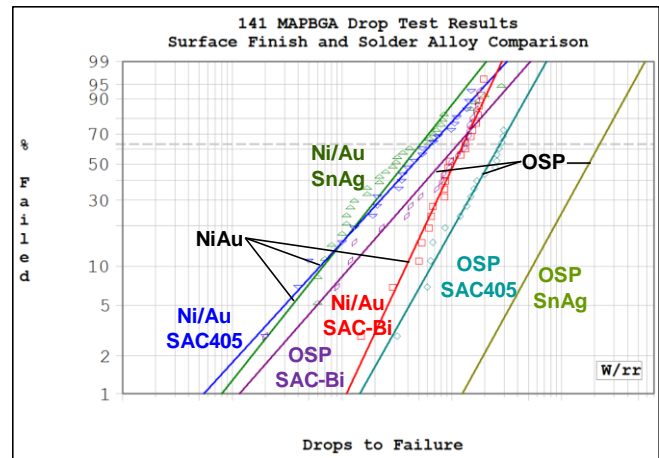 141 MAPBGA Drop Test Results
Surface Finish and Solder Alloy Comparison
99
95
90
70
50
30
10
5
2
1
% Failed
Ni/Au
SnAg
OSP
NiAu
Ni/Au
SAC405
OSP
SAC-Bi
Ni/Au
SAC-Bi
OSP
SAC405
OSP
SnAg
W/rr
Drops to Failure